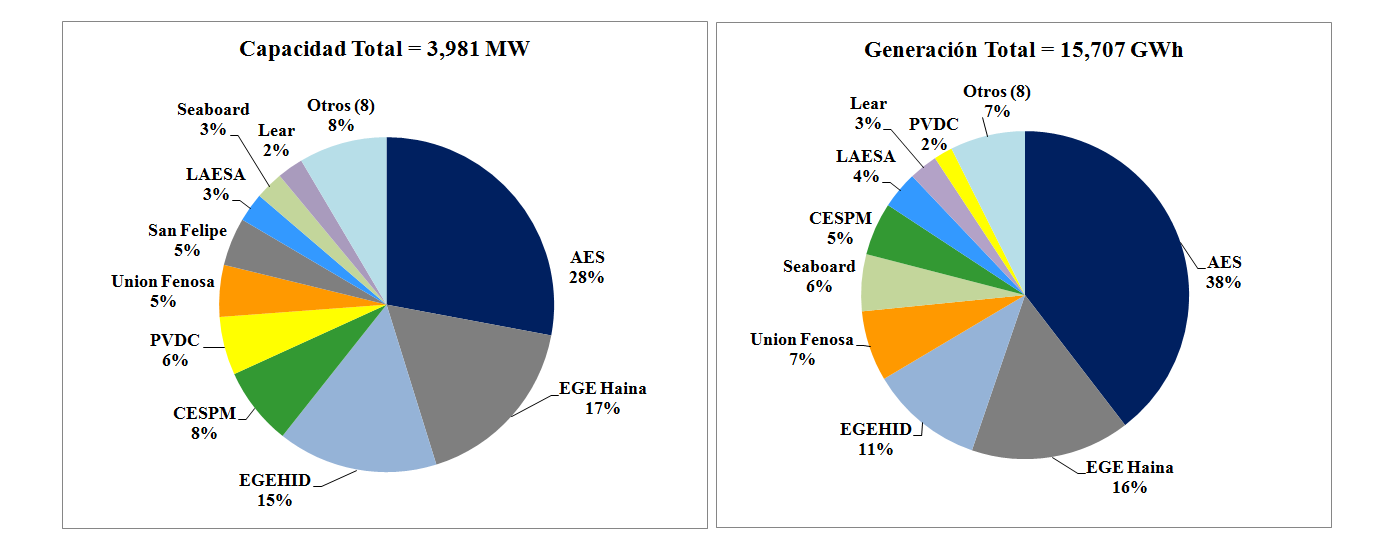 Capacidad Total = 3,981 MW
Otros (8)
8%
Seaboard
3%
Lear
2%
LAESA
3%
San Felipe
5%
Union Fenosa
5%
PVDC
6%
CESPM
8%
EGEHID
15%
EGE Haina
17%
AES
28%
Generación Total = 15,707 GWh
Otros (8)
7%
Lear
3%
PVDC
2%
LAESA
4%
CESPM
5%
Seaboard
6%
Union Fenosa
7%
EGEHID
11%
EGE Haina
16%
AES
38%